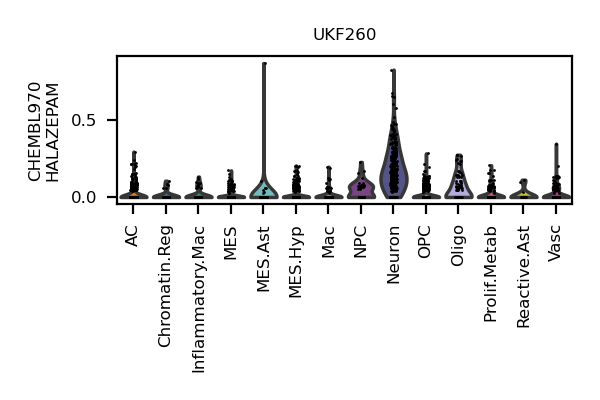 UKF260
CHEMBL970
HALAZEPAM
0.5
0.0
AC
Chromatin.Reg
Inflammatory.Mac
MES
MES.Ast
MES.Hyp
Mac
NPC
Neuron
OPC
Oligo
Prolif.Metab
Reactive.Ast
Vasc